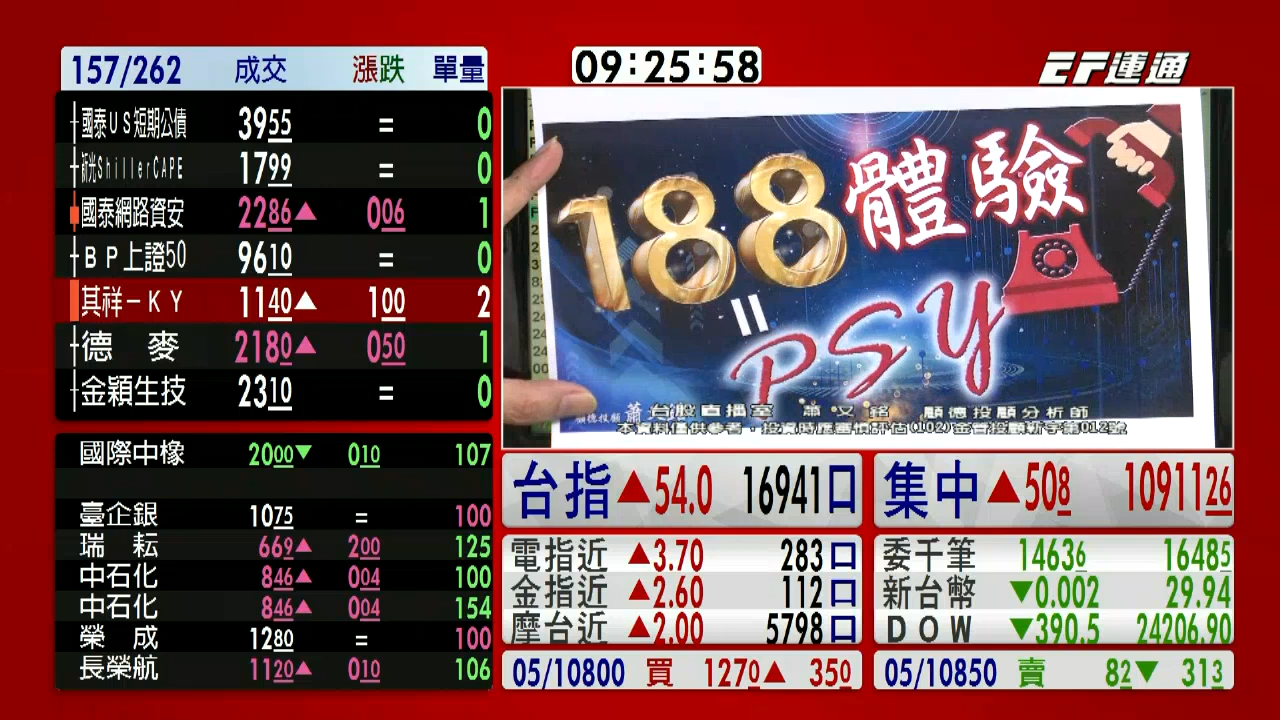 157/262 成交 漲跌 單量
國泰US短期公債 3955 = 0
新光ShillerCAPE 1799 = 0
國泰網路資安 2286▲ 006 1
BP上證50 9610 = 0
其祥-KY 1140▲ 100 2
德麥 2180▲ 050 1
金穎生技 2310 = 0
國際中橡 2000▼ 010 107
臺企銀 1075 = 100
瑞耘 669▲ 200 125
中石化 846▲ 004 100
中石化 846▲ 004 154
榮成 1280 = 100
長榮航 1120▲ 010 106
09:25:58
EF運通
188體驗
=
PSY
台股直播室 蕭又銘 顧德投顧分析師
本資料僅供參考,投資時應審慎評估(102)金管投顧新字第012號
台指▲54.0 16941口
電指近 ▲3.70 283口
金指近 ▲2.60 112口
摩台近 ▲2.00 5798口
05/10800 買 1270▲ 350
集中▲508 1091126
委千筆 14636 16485
新台幣 ▼0.002 29.94
DOW ▼390.5 24206.90
05/10850 賣 82▼ 313